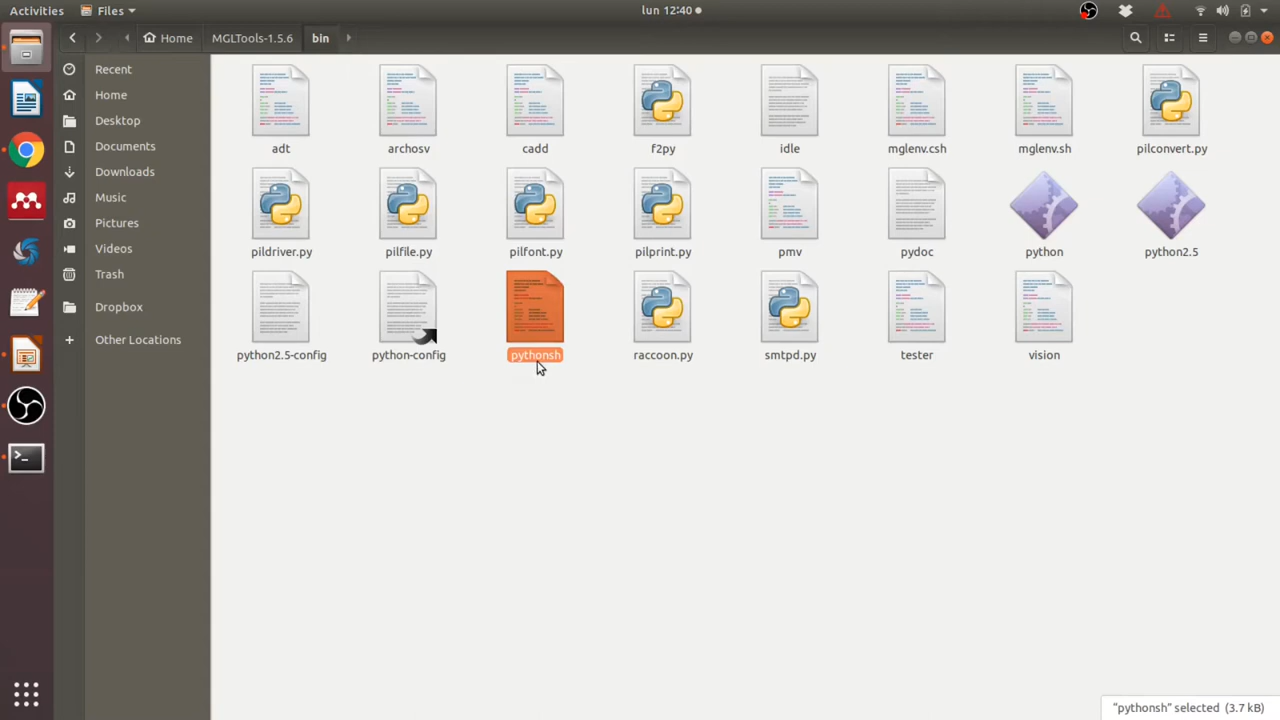 Activities Files lun 12:40
Home MGLTools-1.5.6 bin
Recent
Home
Desktop
Documents
Downloads
Music
Pictures
Videos
Trash
Dropbox
Other Locations
adt archosv cadd f2py idle mglenv.csh mglenv.sh pilconvert.py
pildriver.py pilfile.py pilfont.py pilprint.py pmv pydoc python python2.5
python2.5-config python-config pythonsh raccoon.py smtpd.py tester vision
"pythonsh" selected (3.7 kB)